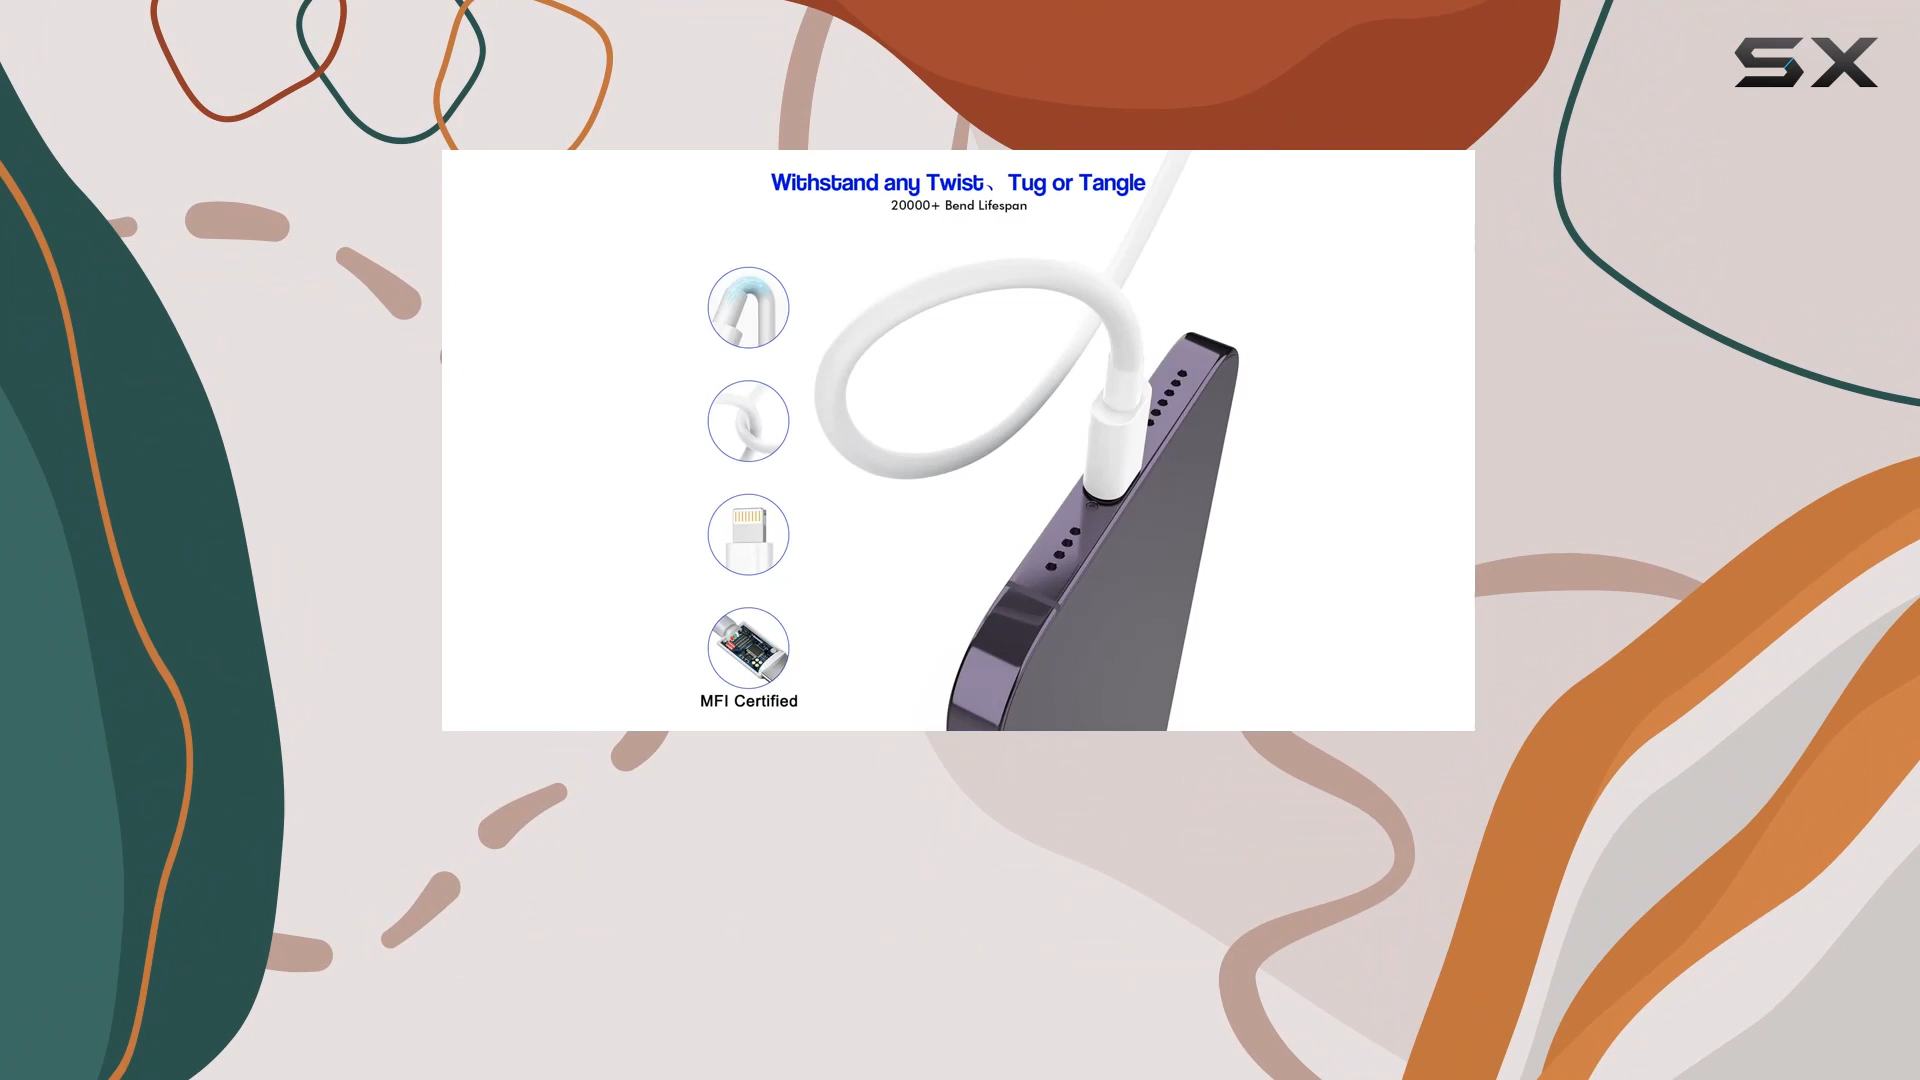 SX
Withstand any Twist、Tug or Tangle
20000+ Bend Lifespan
MFI Certified